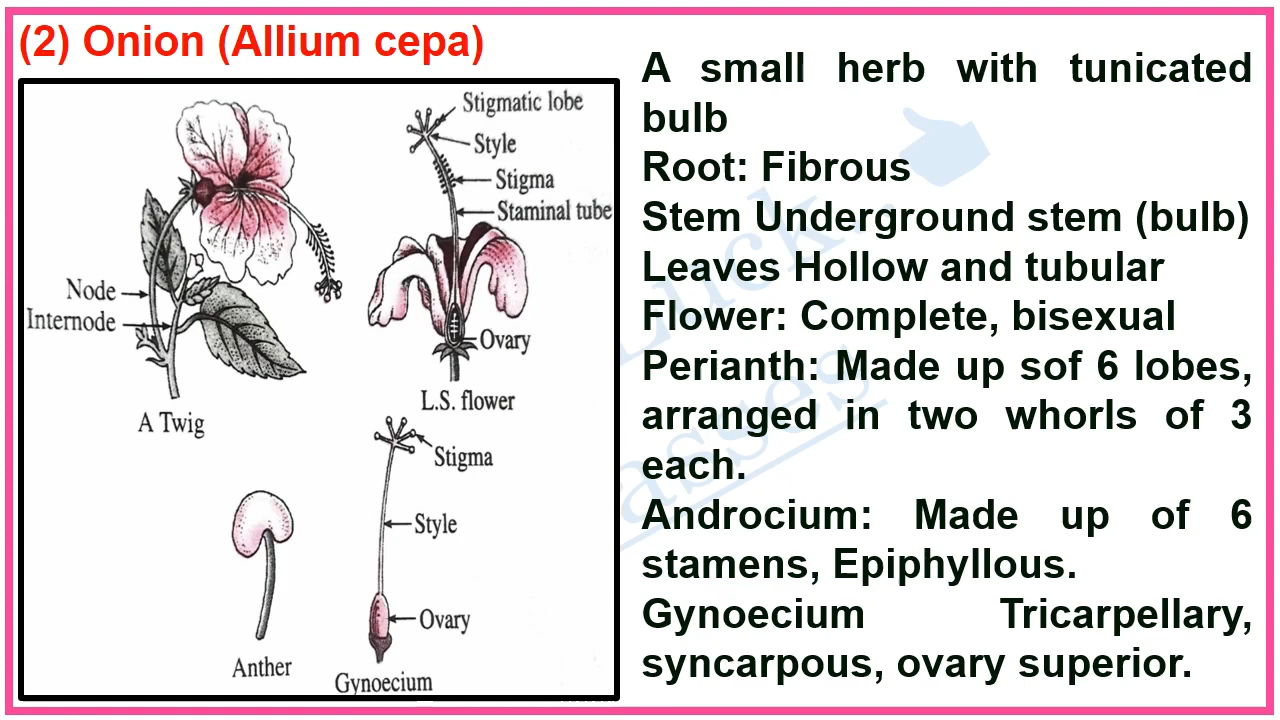 (2) Onion (Allium cepa)
Stigmatic lobe
Style
Stigma
Staminal tube
Node
Internode
Ovary
A Twig
L.S. flower
Stigma
Style
Ovary
Anther
Gynoecium
A small herb with tunicated
bulb
Root: Fibrous
Stem Underground stem (bulb)
Leaves Hollow and tubular
Flower: Complete, bisexual
Perianth: Made up sof 6 lobes,
arranged in two whorls of 3
each.
Androcium: Made up of 6
stamens, Epiphyllous.
Gynoecium Tricarpellary,
syncarpous, ovary superior.